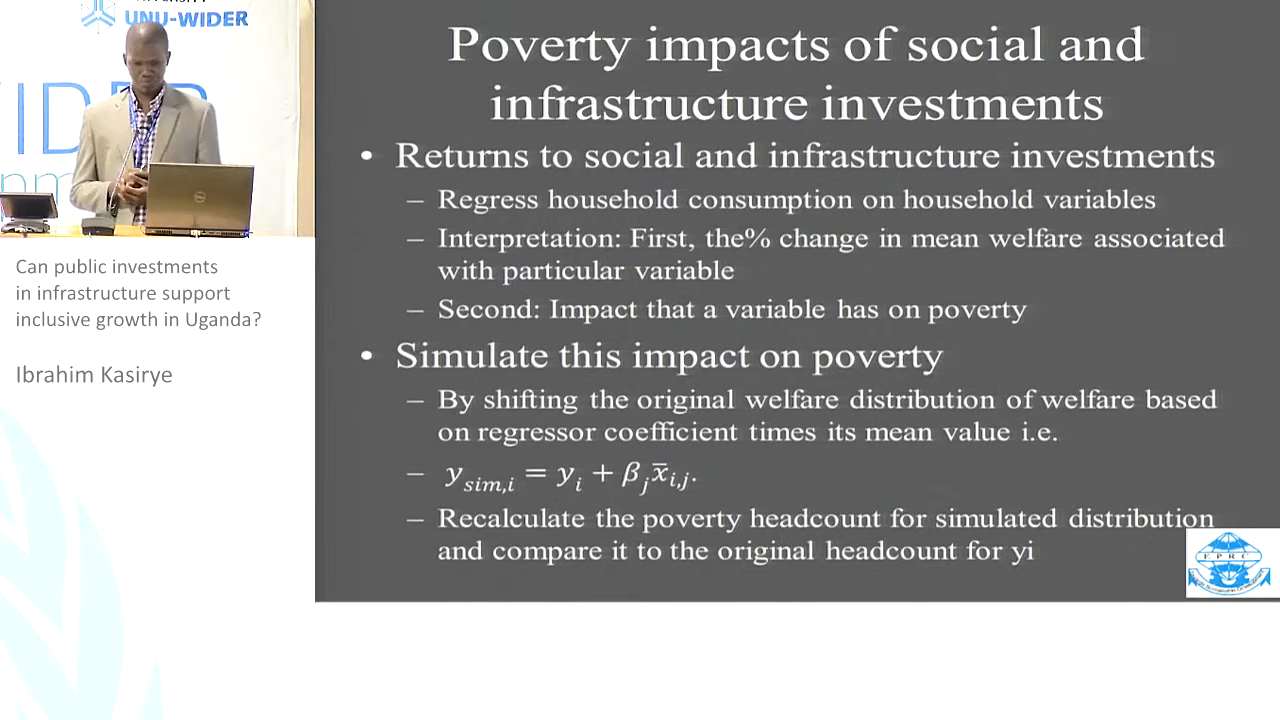 UNU-WIDER
Poverty impacts of social and
infrastructure investments
• Returns to social and infrastructure investments
– Regress household consumption on household variables
– Interpretation: First, the% change in mean welfare associated
with particular variable
– Second: Impact that a variable has on poverty
• Simulate this impact on poverty
– By shifting the original welfare distribution of welfare based
on regressor coefficient times its mean value i.e.
– y_{sim,i} = y_i + β_j x̄_{i,j}.
– Recalculate the poverty headcount for simulated distribution
and compare it to the original headcount for yi
E P R C
Can public investments
in infrastructure support
inclusive growth in Uganda?
Ibrahim Kasirye